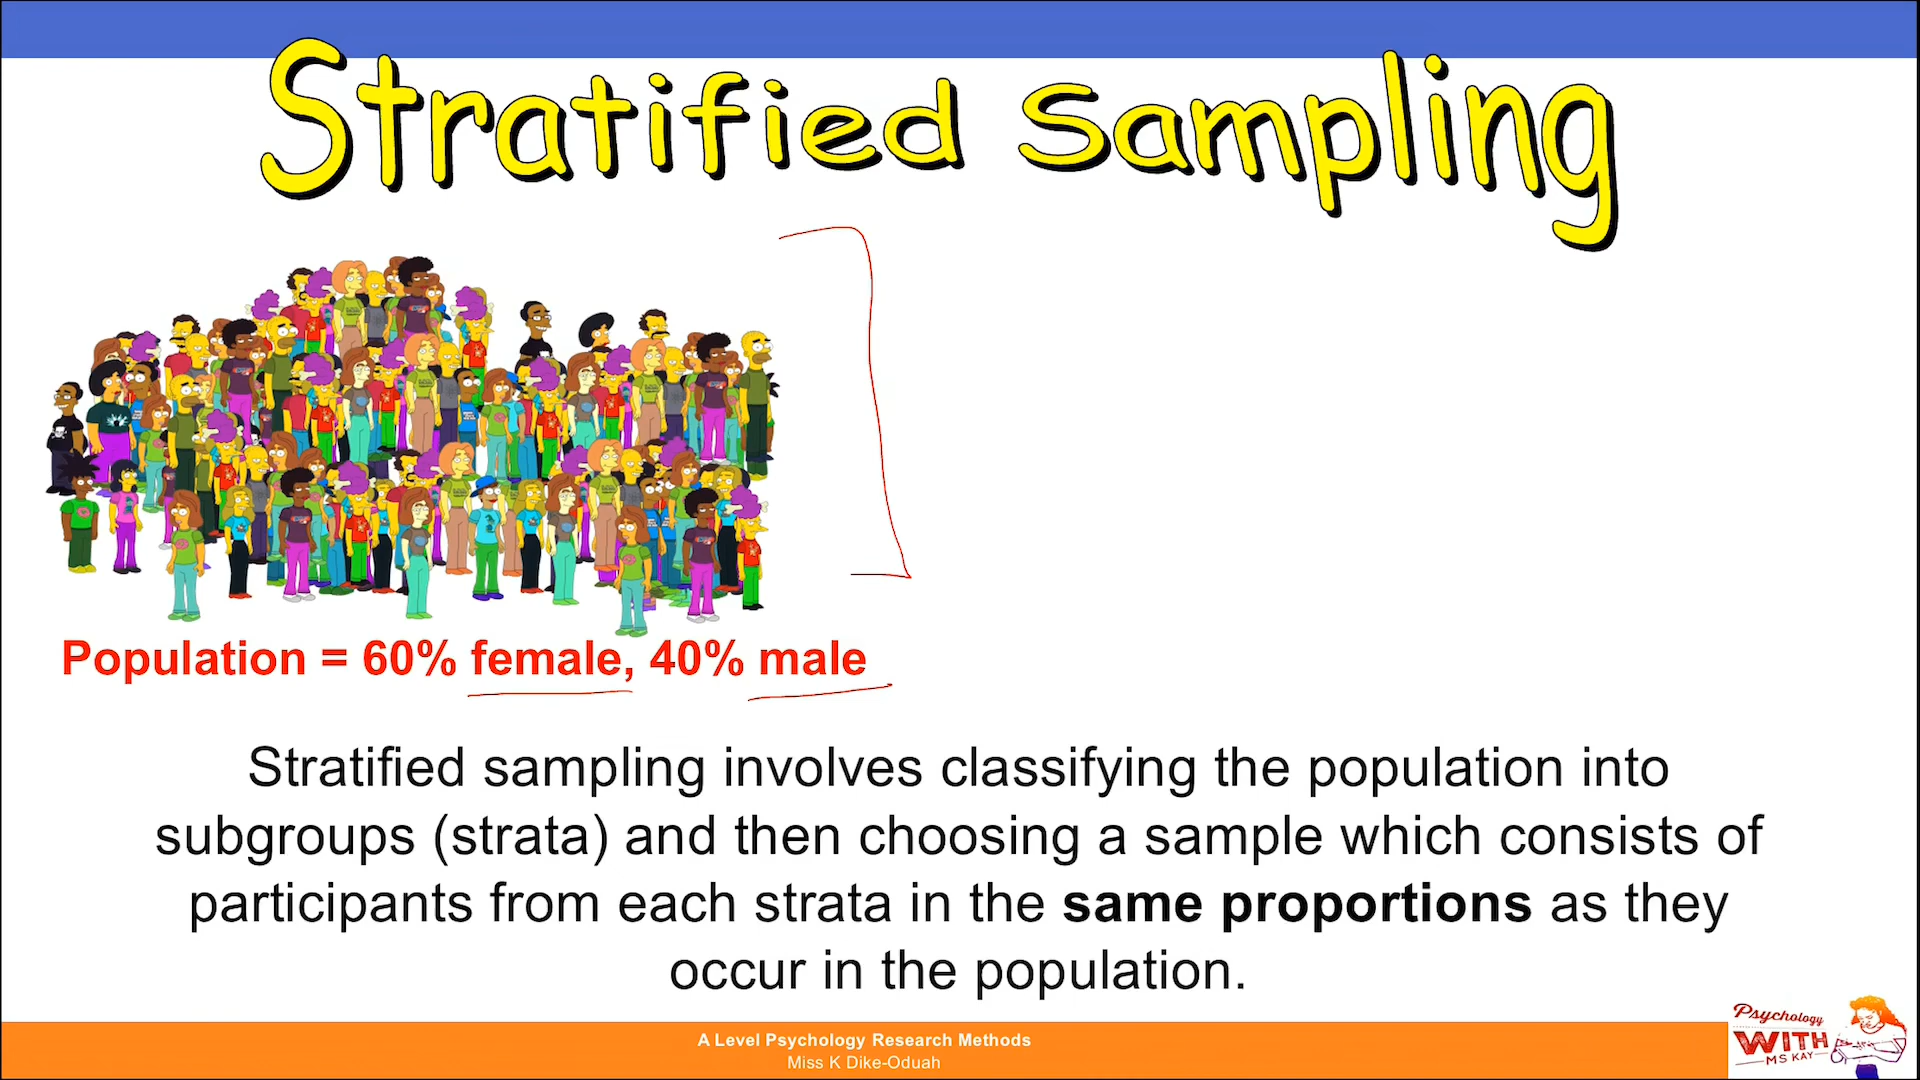 Stratified Sampling
Population = 60% female, 40% male
Stratified sampling involves classifying the population into
subgroups (strata) and then choosing a sample which consists of
participants from each strata in the same proportions as they
occur in the population.
A Level Psychology Research Methods
Miss K Dike-Oduah
Psychology
WITH
MS KAY